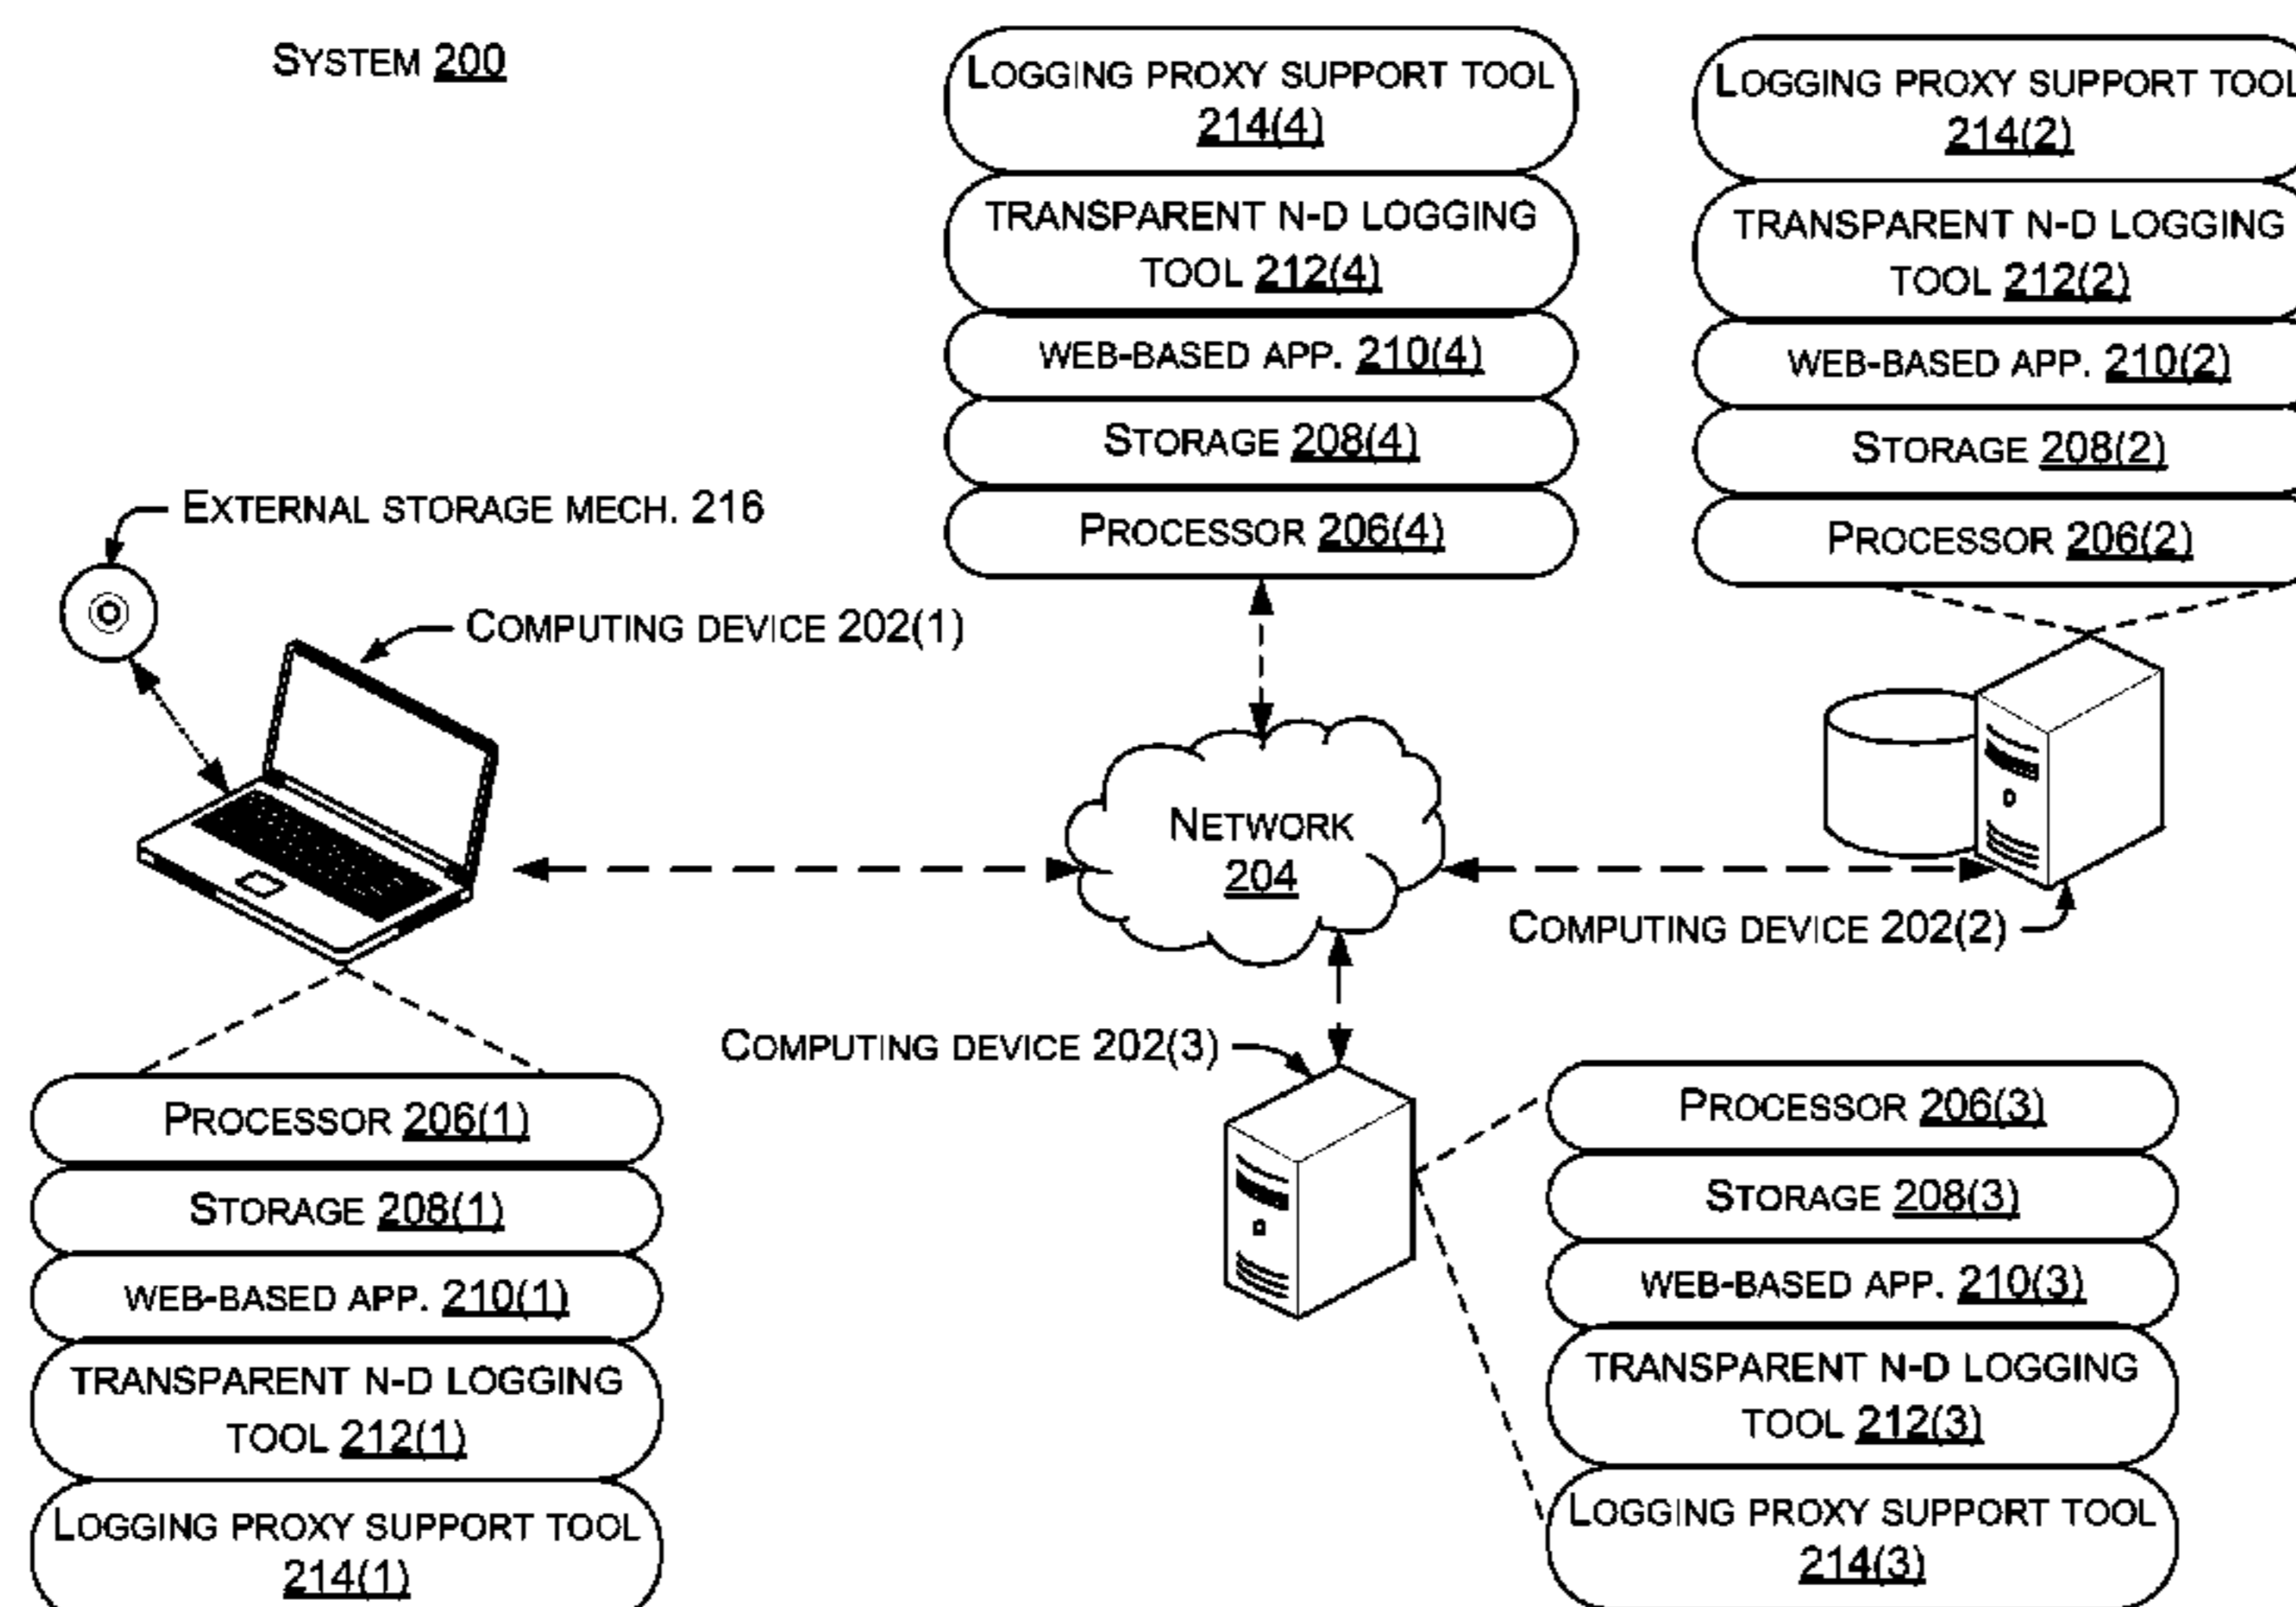 SYSTEM 200
LOGGING PROXY SUPPORT TOOL
214(4)
TRANSPARENT N-D LOGGING
TOOL 212(4)
WEB-BASED APP. 210(4)
STORAGE 208(4)
PROCESSOR 206(4)
LOGGING PROXY SUPPORT TOOL
214(2)
TRANSPARENT N-D LOGGING
TOOL 212(2)
WEB-BASED APP. 210(2)
STORAGE 208(2)
PROCESSOR 206(2)
EXTERNAL STORAGE MECH. 216
COMPUTING DEVICE 202(1)
NETWORK
204
COMPUTING DEVICE 202(2)
COMPUTING DEVICE 202(3)
PROCESSOR 206(1)
STORAGE 208(1)
WEB-BASED APP. 210(1)
TRANSPARENT N-D LOGGING
TOOL 212(1)
LOGGING PROXY SUPPORT TOOL
214(1)
PROCESSOR 206(3)
STORAGE 208(3)
WEB-BASED APP. 210(3)
TRANSPARENT N-D LOGGING
TOOL 212(3)
LOGGING PROXY SUPPORT TOOL
214(3)